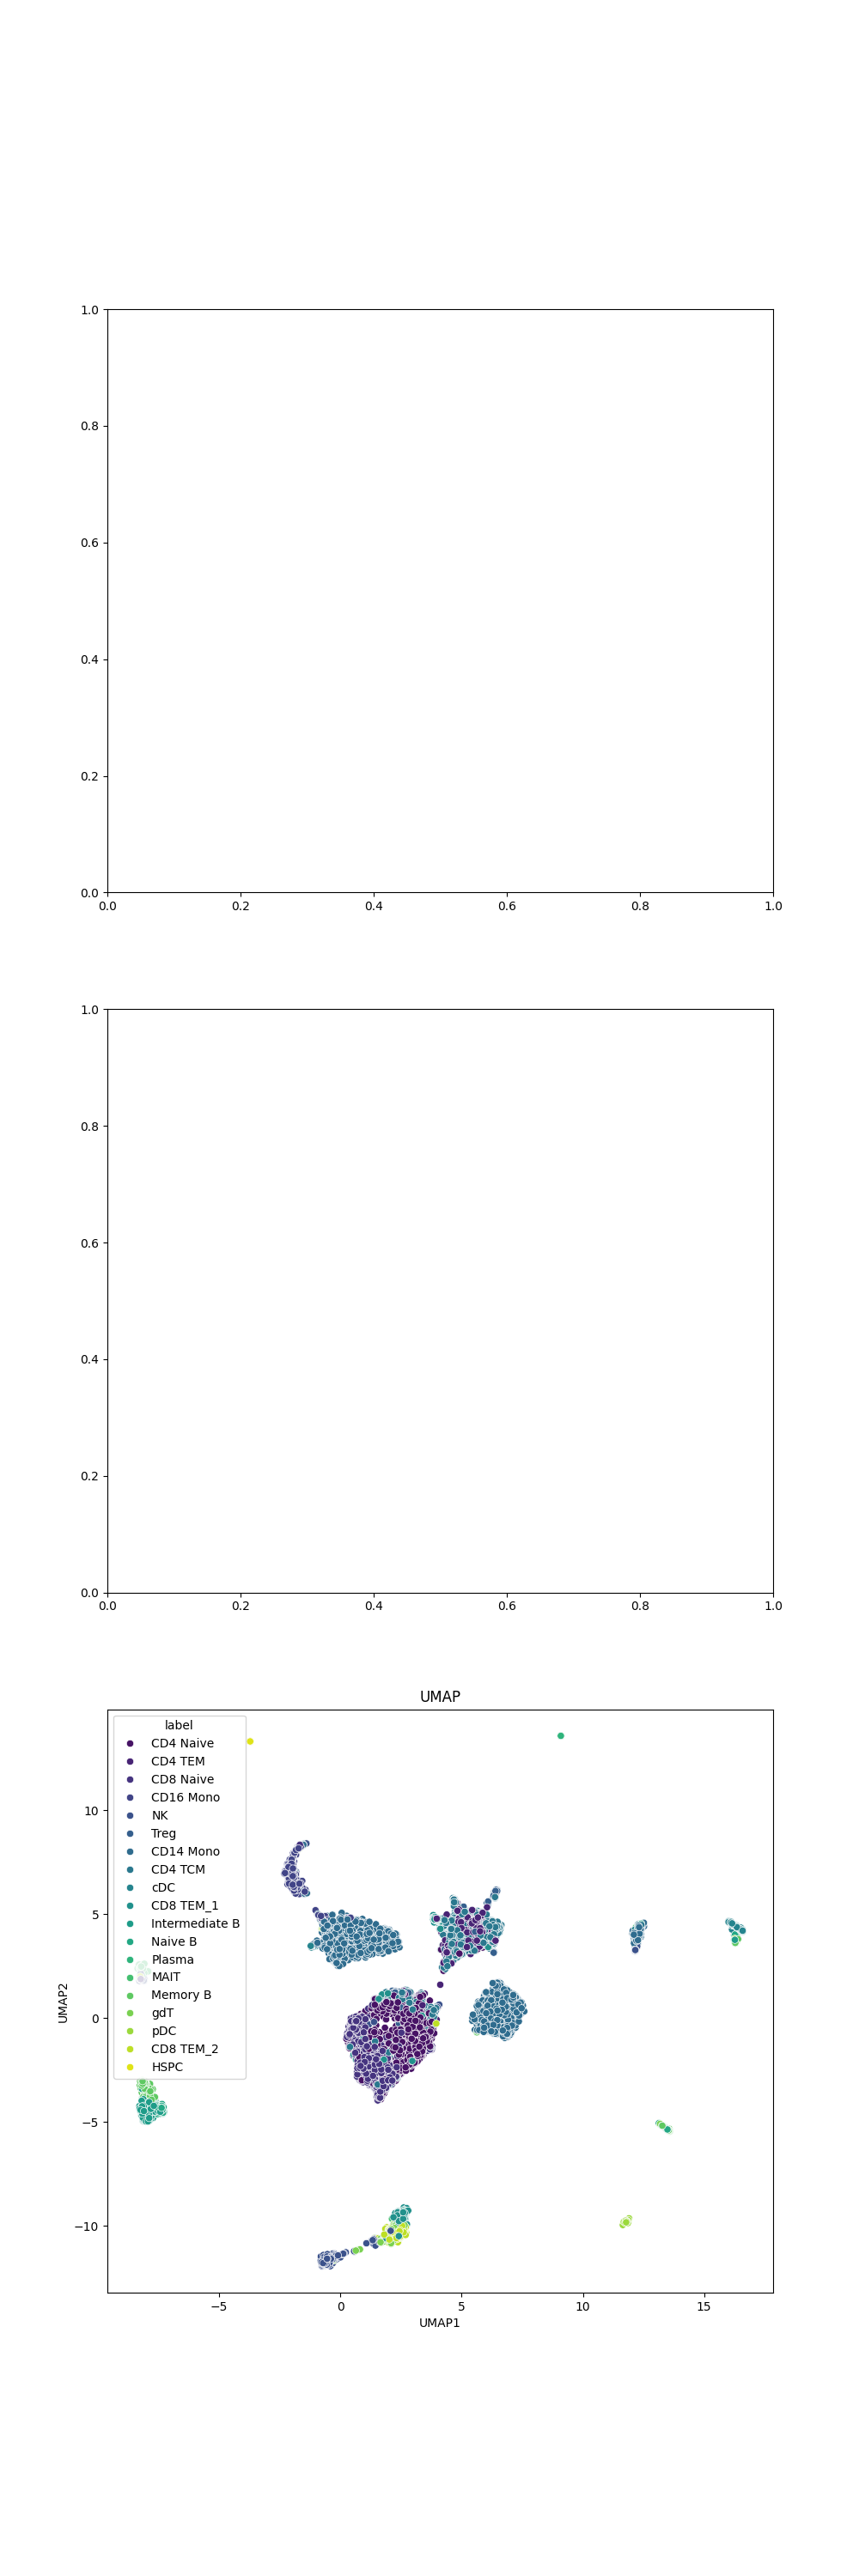 1.0
0.8
0.6
0.4
0.2
0.0
0.0 0.2 0.4 0.6 0.8 1.0
1.0
0.8
0.6
0.4
0.2
0.0
0.0 0.2 0.4 0.6 0.8 1.0
UMAP
label
CD4 Naive
CD4 TEM
CD8 Naive
CD16 Mono
NK
Treg
CD14 Mono
CD4 TCM
cDC
CD8 TEM_1
Intermediate B
Naive B
Plasma
MAIT
Memory B
gdT
pDC
CD8 TEM_2
HSPC
10
5
0
−5
−10
UMAP2
−5 0 5 10 15
UMAP1